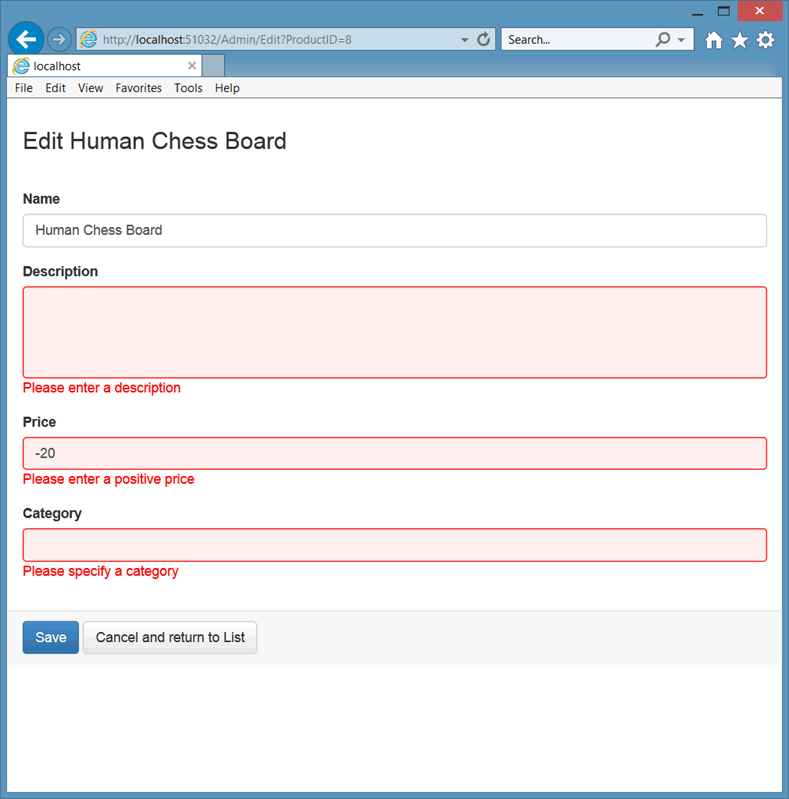 http://localhost:51032/Admin/Edit?ProductID=8
Search...
localhost
File Edit View Favorites Tools Help
Edit Human Chess Board
Name
Human Chess Board
Description
Please enter a description
Price
-20
Please enter a positive price
Category
Please specify a category
Save Cancel and return to List